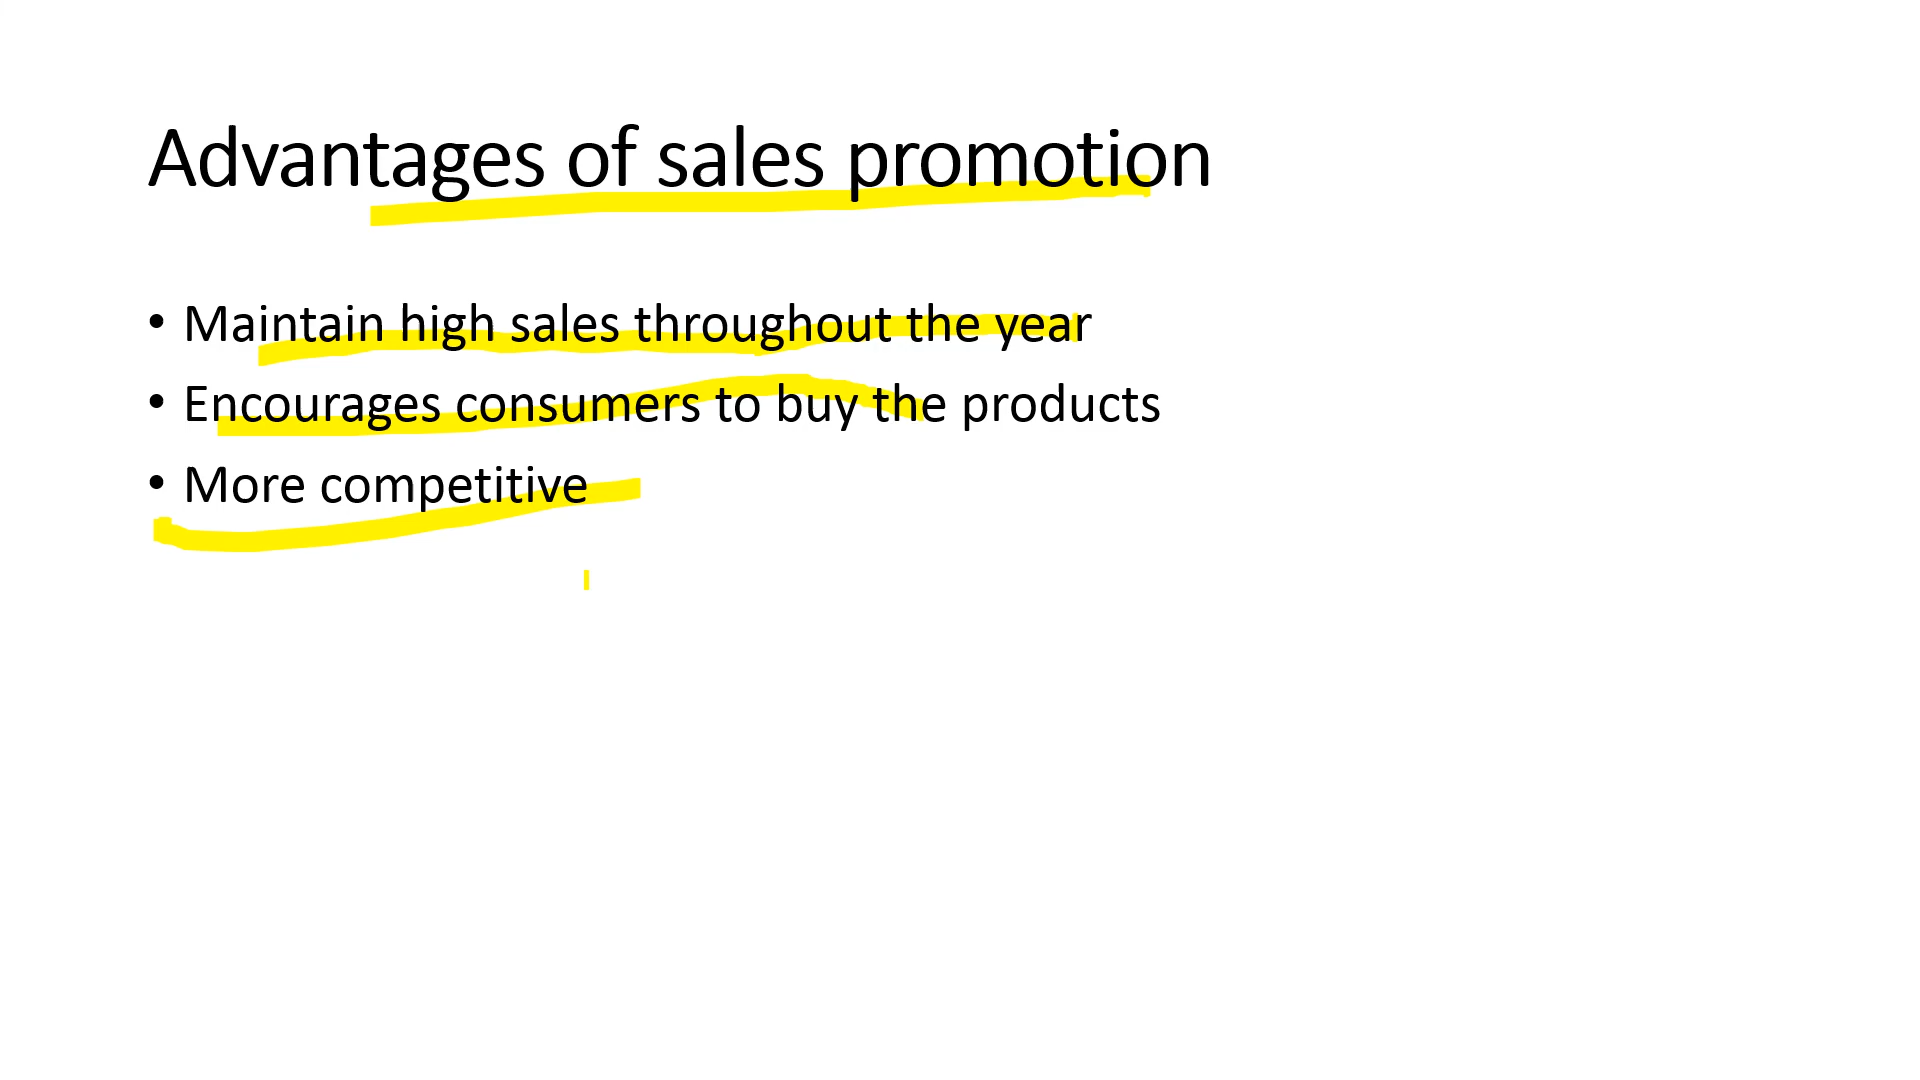 Advantages of sales promotion
• Maintain high sales throughout the year
• Encourages consumers to buy the products
• More competitive